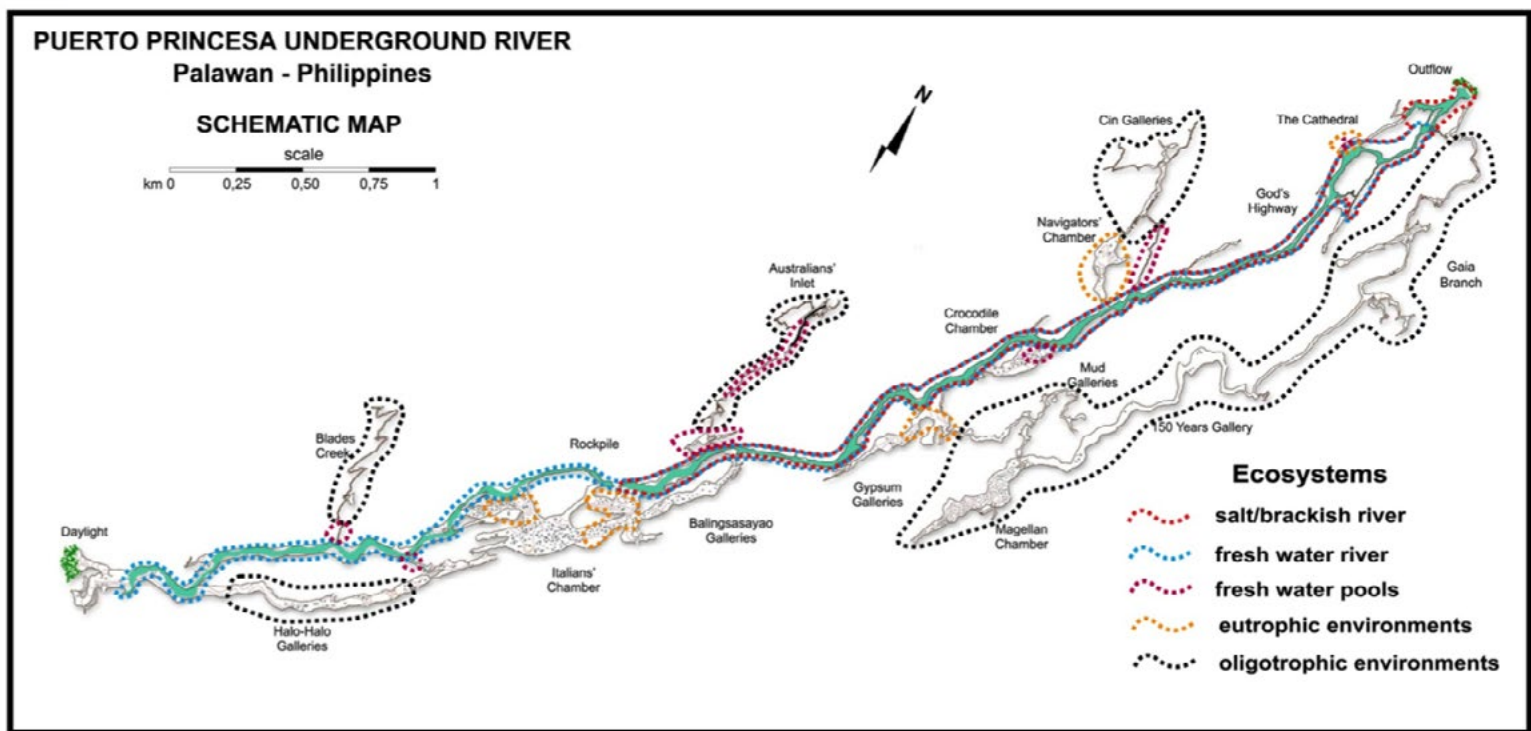 PUERTO PRINCESA UNDERGROUND RIVER
Palawan - Philippines
SCHEMATIC MAP
scale
km 0 0,25 0,50 0,75 1
N
Outflow
The Cathedral
Cin Galleries
God's
Highway
Navigators'
Chamber
Gaia
Branch
Australians'
Inlet
Crocodile
Chamber
Mud
Galleries
150 Years Gallery
Blades
Creek
Rockpile
Gypsum
Galleries
Magellan
Chamber
Balingsasayao
Galleries
Daylight
Italians'
Chamber
Halo-Halo
Galleries
Ecosystems
salt/brackish river
fresh water river
fresh water pools
eutrophic environments
oligotrophic environments